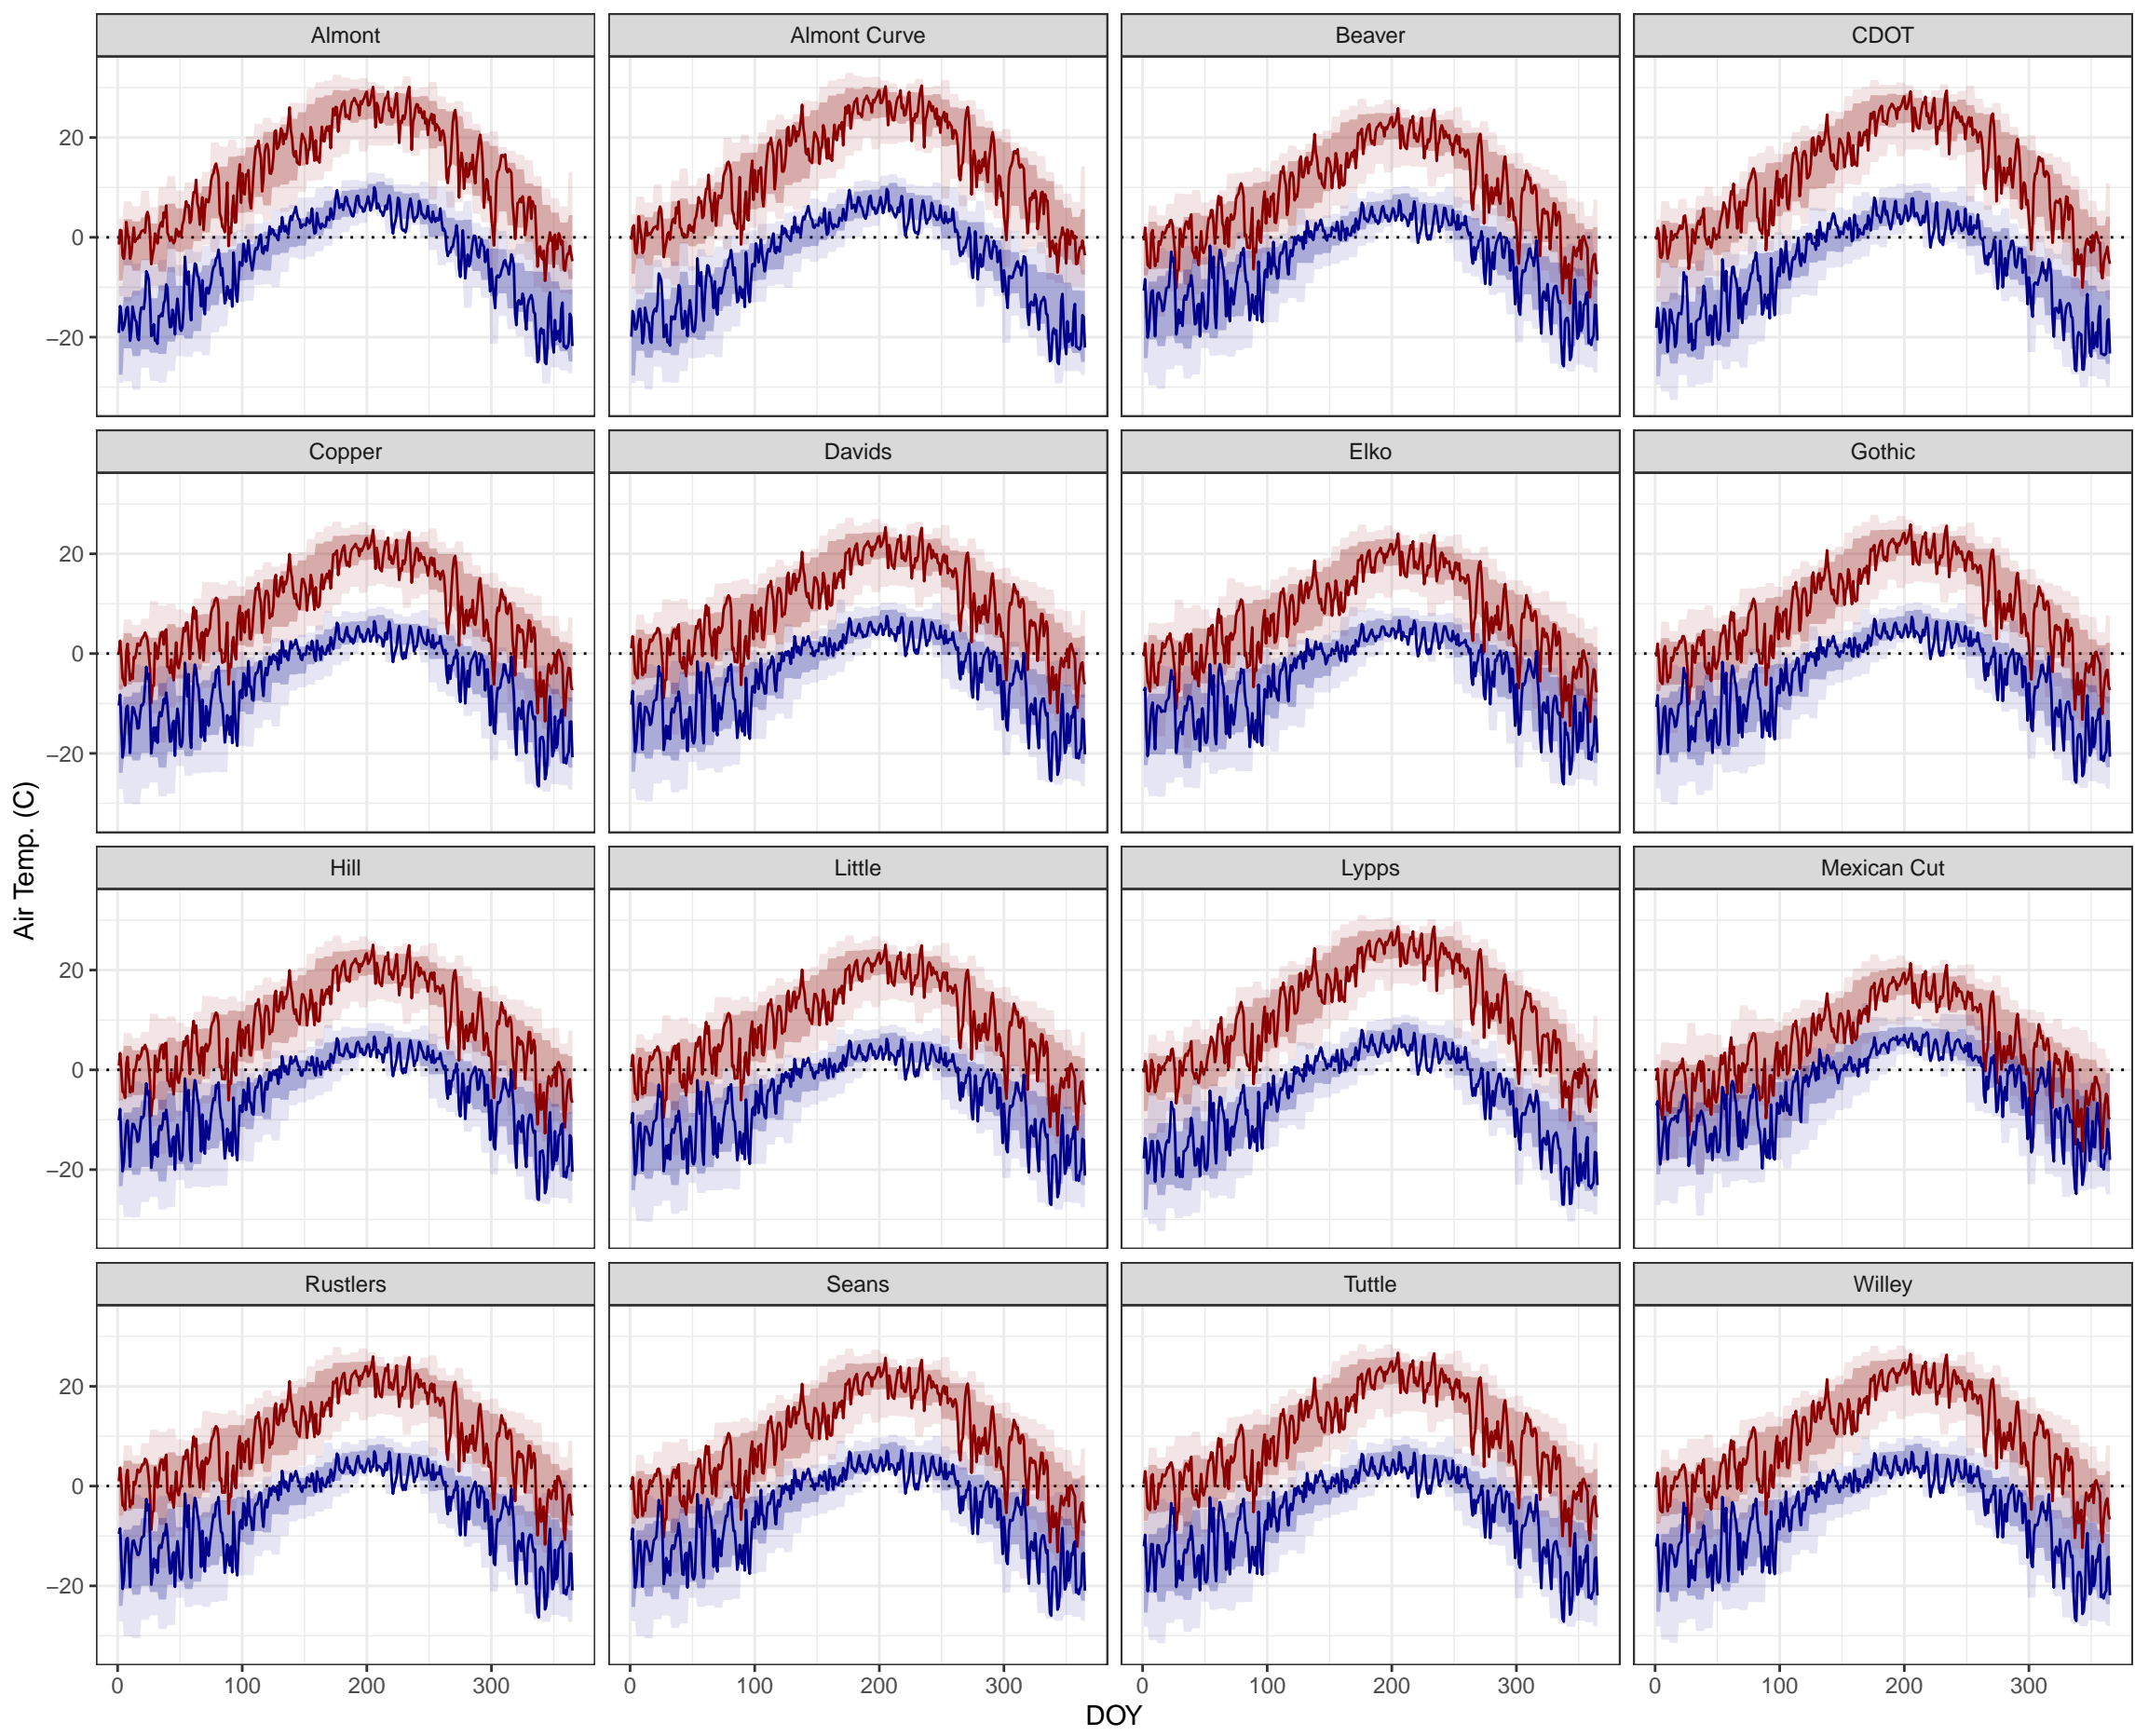 Almont Almont Curve Beaver CDOT
20
0
−20
Copper Davids Elko Gothic
20
0
−20
Air Temp. (C)
Hill Little Lypps Mexican Cut
20
0
−20
Rustlers Seans Tuttle Willey
20
0
−20
0 100 200 300 0 100 200 300 0 100 200 300 0 100 200 300
DOY